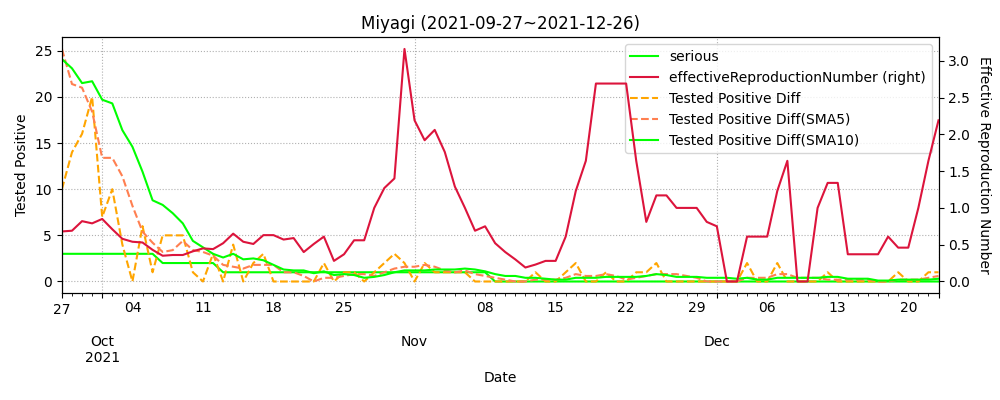 Miyagi (2021-09-27~2021-12-26)
Tested Positive
25
20
15
10
5
0
serious
effectiveReproductionNumber (right)
Tested Positive Diff
Tested Positive Diff(SMA5)
Tested Positive Diff(SMA10)
3.0
2.5
2.0
1.5
1.0
0.5
0.0
Effective Reproduction Number
27 04 11 18 25 08 15 22 29 06 13 20
Oct Nov Dec
2021
Date